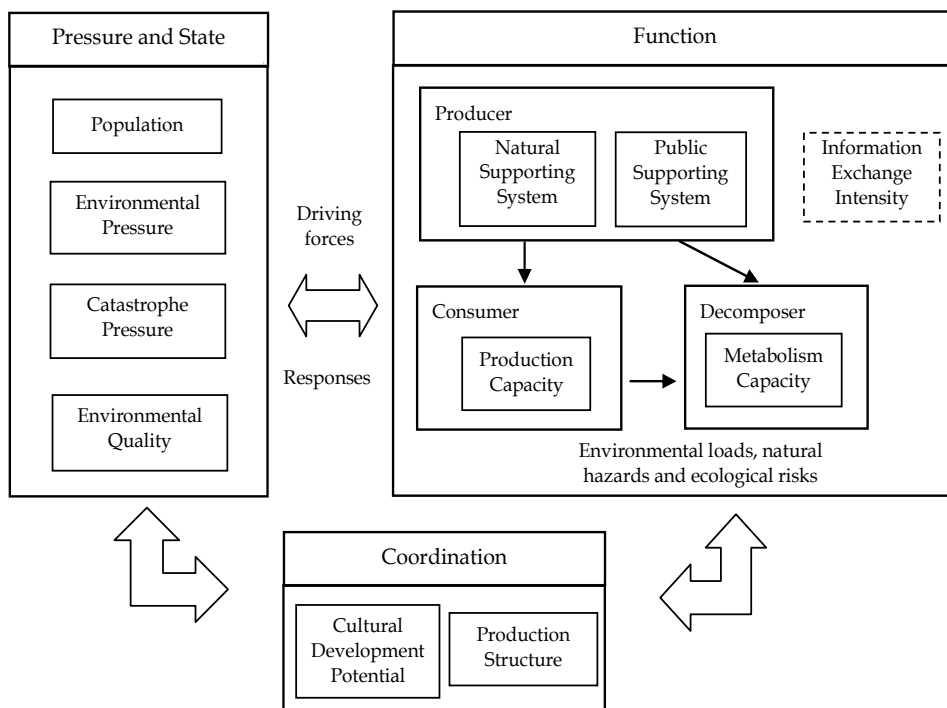 Pressure and State
Population
Environmental
Pressure
Catastrophe
Pressure
Environmental
Quality
Driving
forces
Responses
Function
Producer
Natural
Supporting
System
Public
Supporting
System
Information
Exchange
Intensity
Consumer
Production
Capacity
Decomposer
Metabolism
Capacity
Environmental loads, natural
hazards and ecological risks
Coordination
Cultural
Development
Potential
Production
Structure